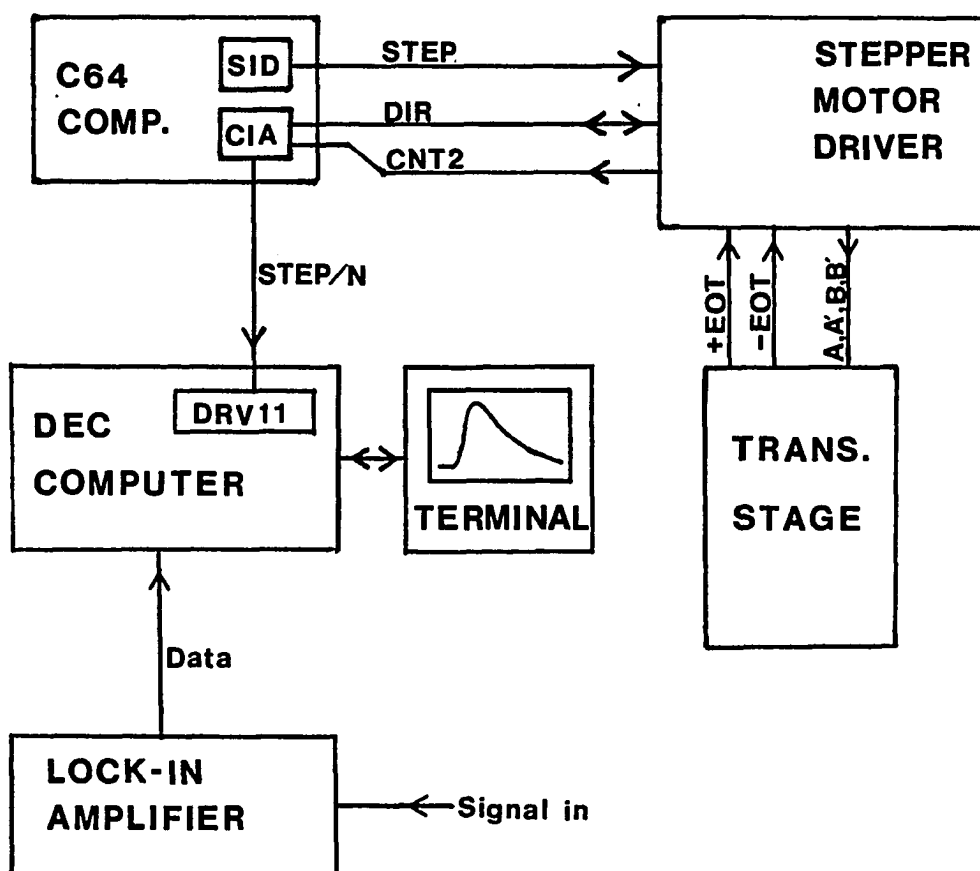 C64
COMP.
SID
CIA
STEP
DIR
CNT2
STEPPER
MOTOR
DRIVER
STEP/N
+EOT
-EOT
A,A',B,B'
DEC
COMPUTER
DRV11
TERMINAL
TRANS.
STAGE
Data
LOCK-IN
AMPLIFIER
Signal in